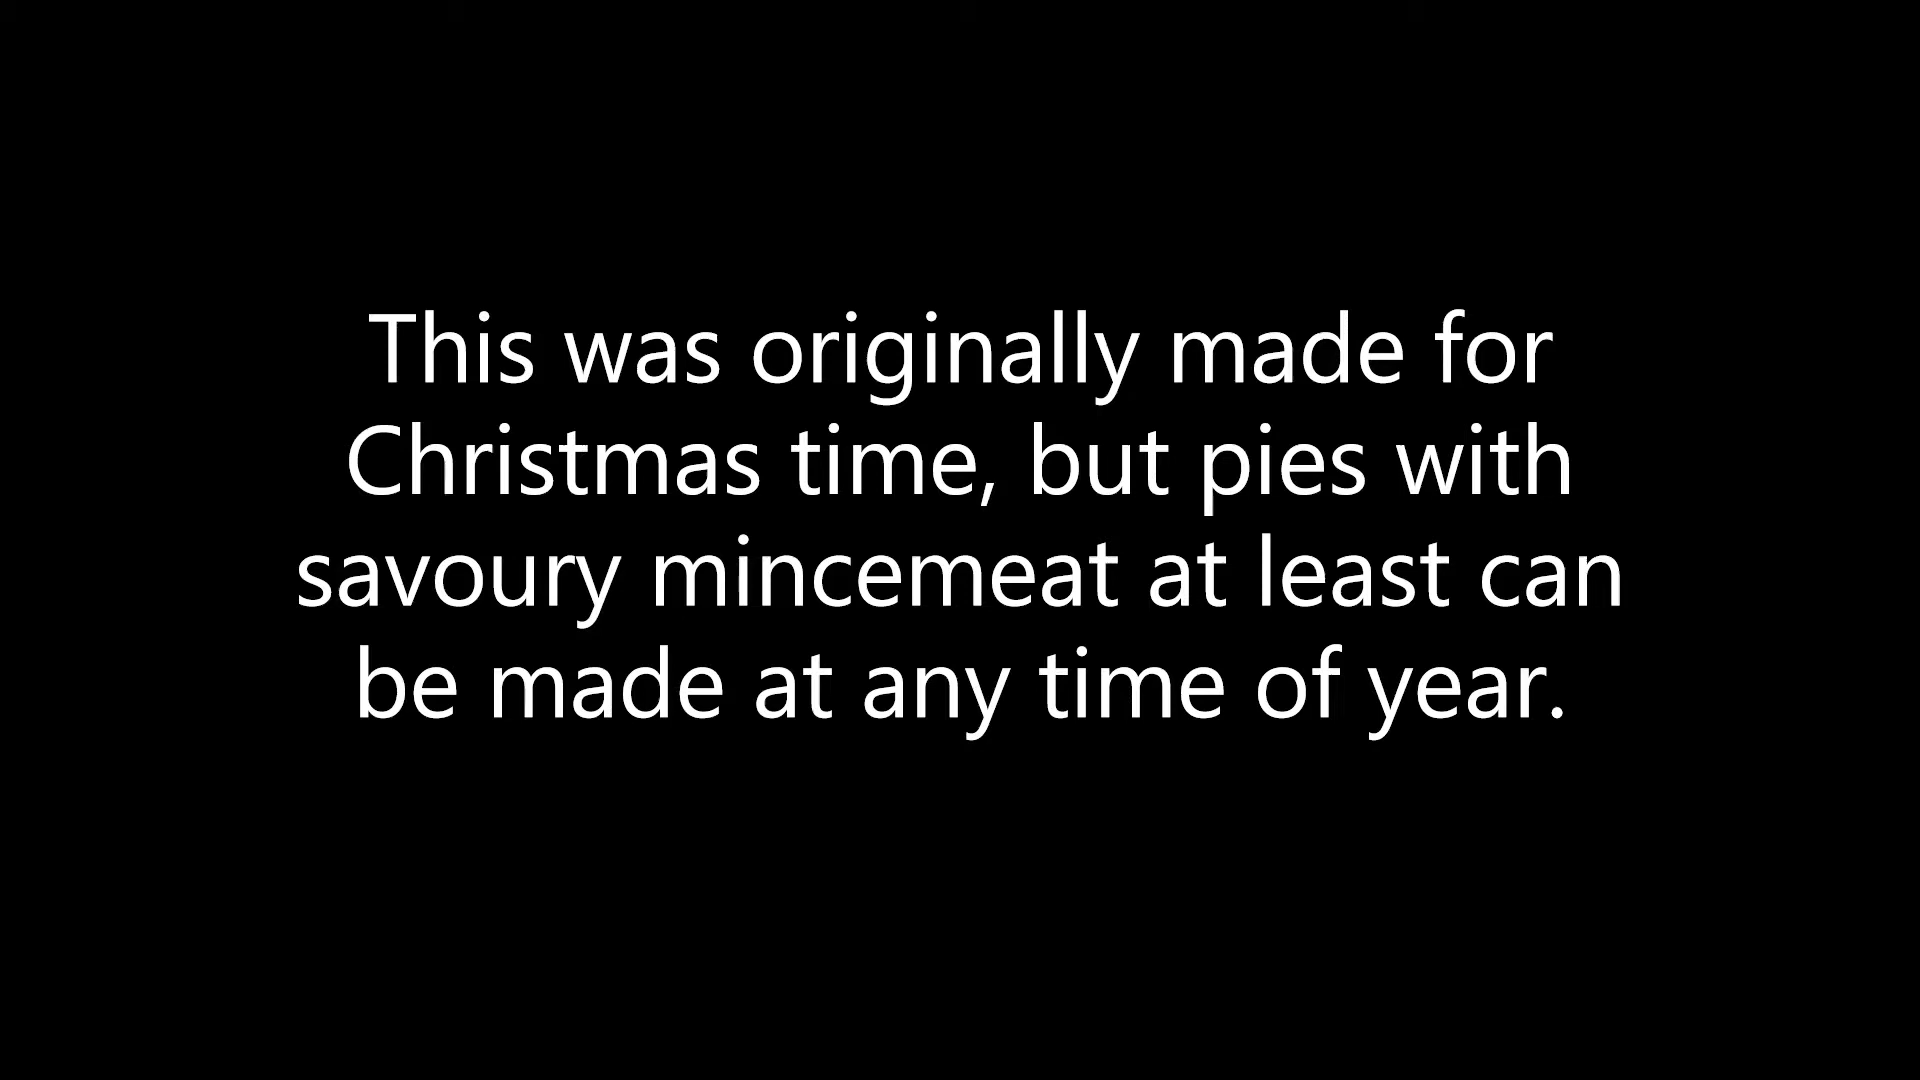 This was originally made for
Christmas time, but pies with
savoury mincemeat at least can
be made at any time of year.